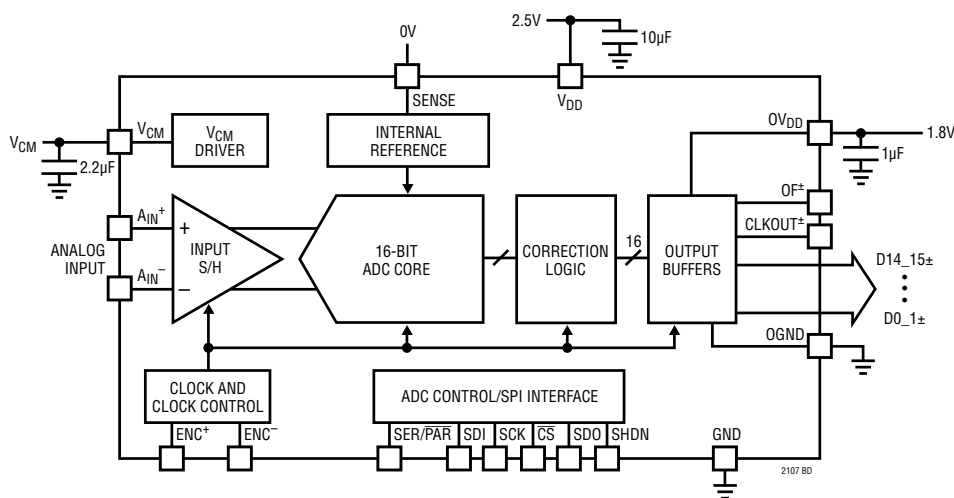 2.5V
10µF
0V
SENSE
V_DD
V_CM
2.2µF
V_CM
V_CM
DRIVER
INTERNAL
REFERENCE
OV_DD
1.8V
1µF
OF±
CLKOUT±
A_IN+
ANALOG
INPUT
A_IN−
+
−
INPUT
S/H
16-BIT
ADC CORE
CORRECTION
LOGIC
16
OUTPUT
BUFFERS
D14_15±
D0_1±
OGND
CLOCK AND
CLOCK CONTROL
ADC CONTROL/SPI INTERFACE
ENC+
ENC−
SER/P̅A̅R̅
SDI
SCK
C̅S̅
SDO
SHDN
GND
2107 BD